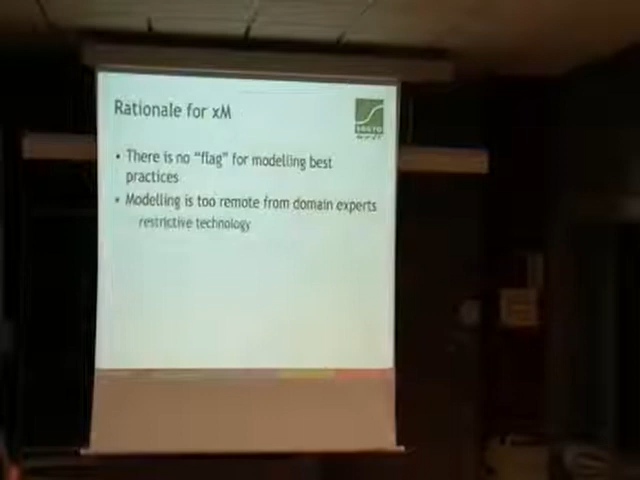 Rationale for xM
• There is no “flag” for modelling best
practices
• Modelling is too remote from domain experts
restrictive technology